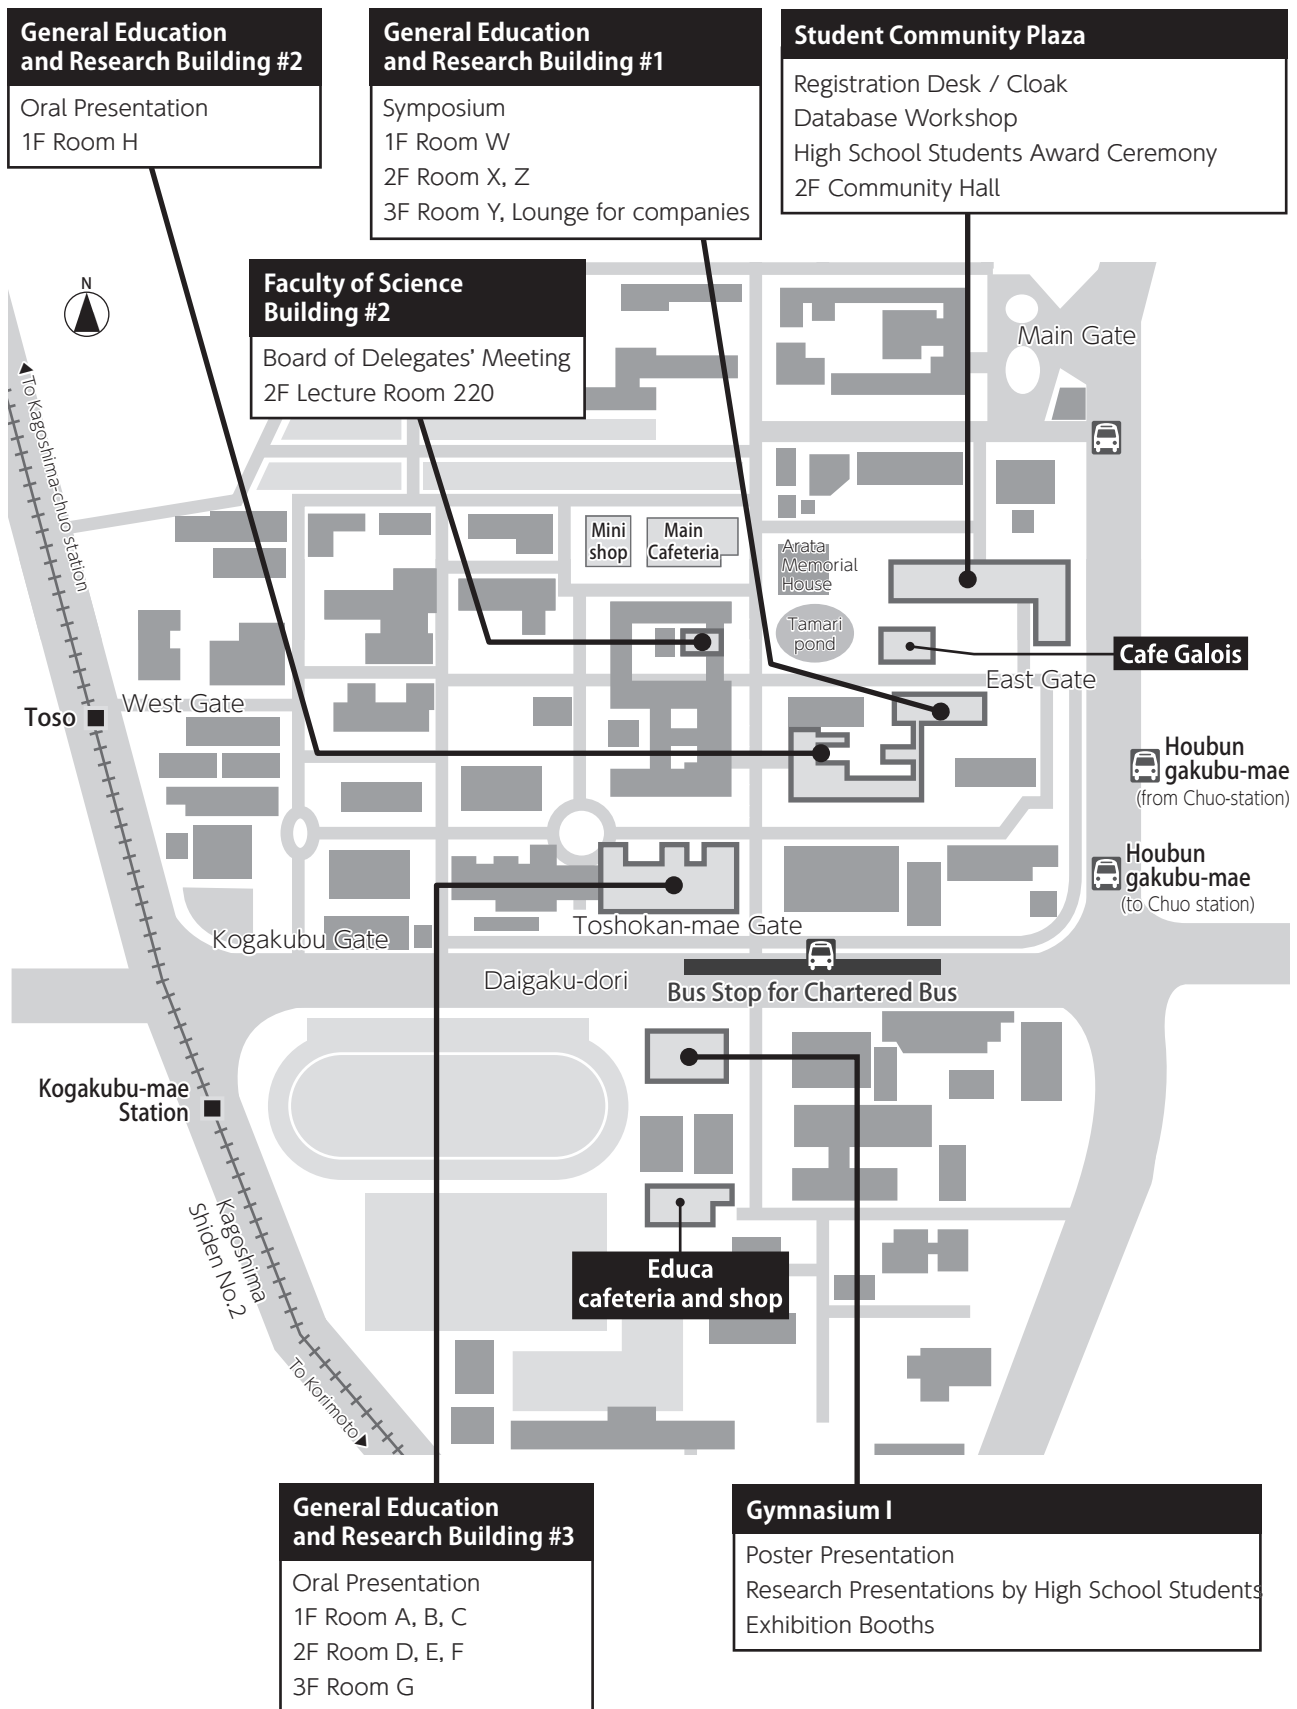 General Education
and Research Building #2
Oral Presentation
1F Room H
General Education
and Research Building #1
Symposium
1F Room W
2F Room X, Z
3F Room Y, Lounge for companies
Student Community Plaza
Registration Desk / Cloak
Database Workshop
High School Students Award Ceremony
2F Community Hall
Faculty of Science
Building #2
Board of Delegates' Meeting
2F Lecture Room 220
N
Main Gate
◀To Kagoshima-chuo station
Mini
shop
Main
Cafeteria
Arata
Memorial
House
Tamari
pond
Cafe Galois
East Gate
West Gate
Toso
Houbun
gakubu-mae
(from Chuo-station)
Houbun
gakubu-mae
(to Chuo station)
Toshokan-mae Gate
Kogakubu Gate
Daigaku-dori
Bus Stop for Chartered Bus
Kogakubu-mae
Station
Kagoshima
Shiden No.2
To Korimoto▶
Educa
cafeteria and shop
General Education
and Research Building #3
Oral Presentation
1F Room A, B, C
2F Room D, E, F
3F Room G
Gymnasium I
Poster Presentation
Research Presentations by High School Students
Exhibition Booths